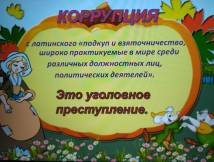 КОРРУПЦИЯ
с латинского «подкуп и взяточничество,
широко практикуемые в мире среди
различных должностных лиц,
политических деятелей».
Это уголовное
преступление.